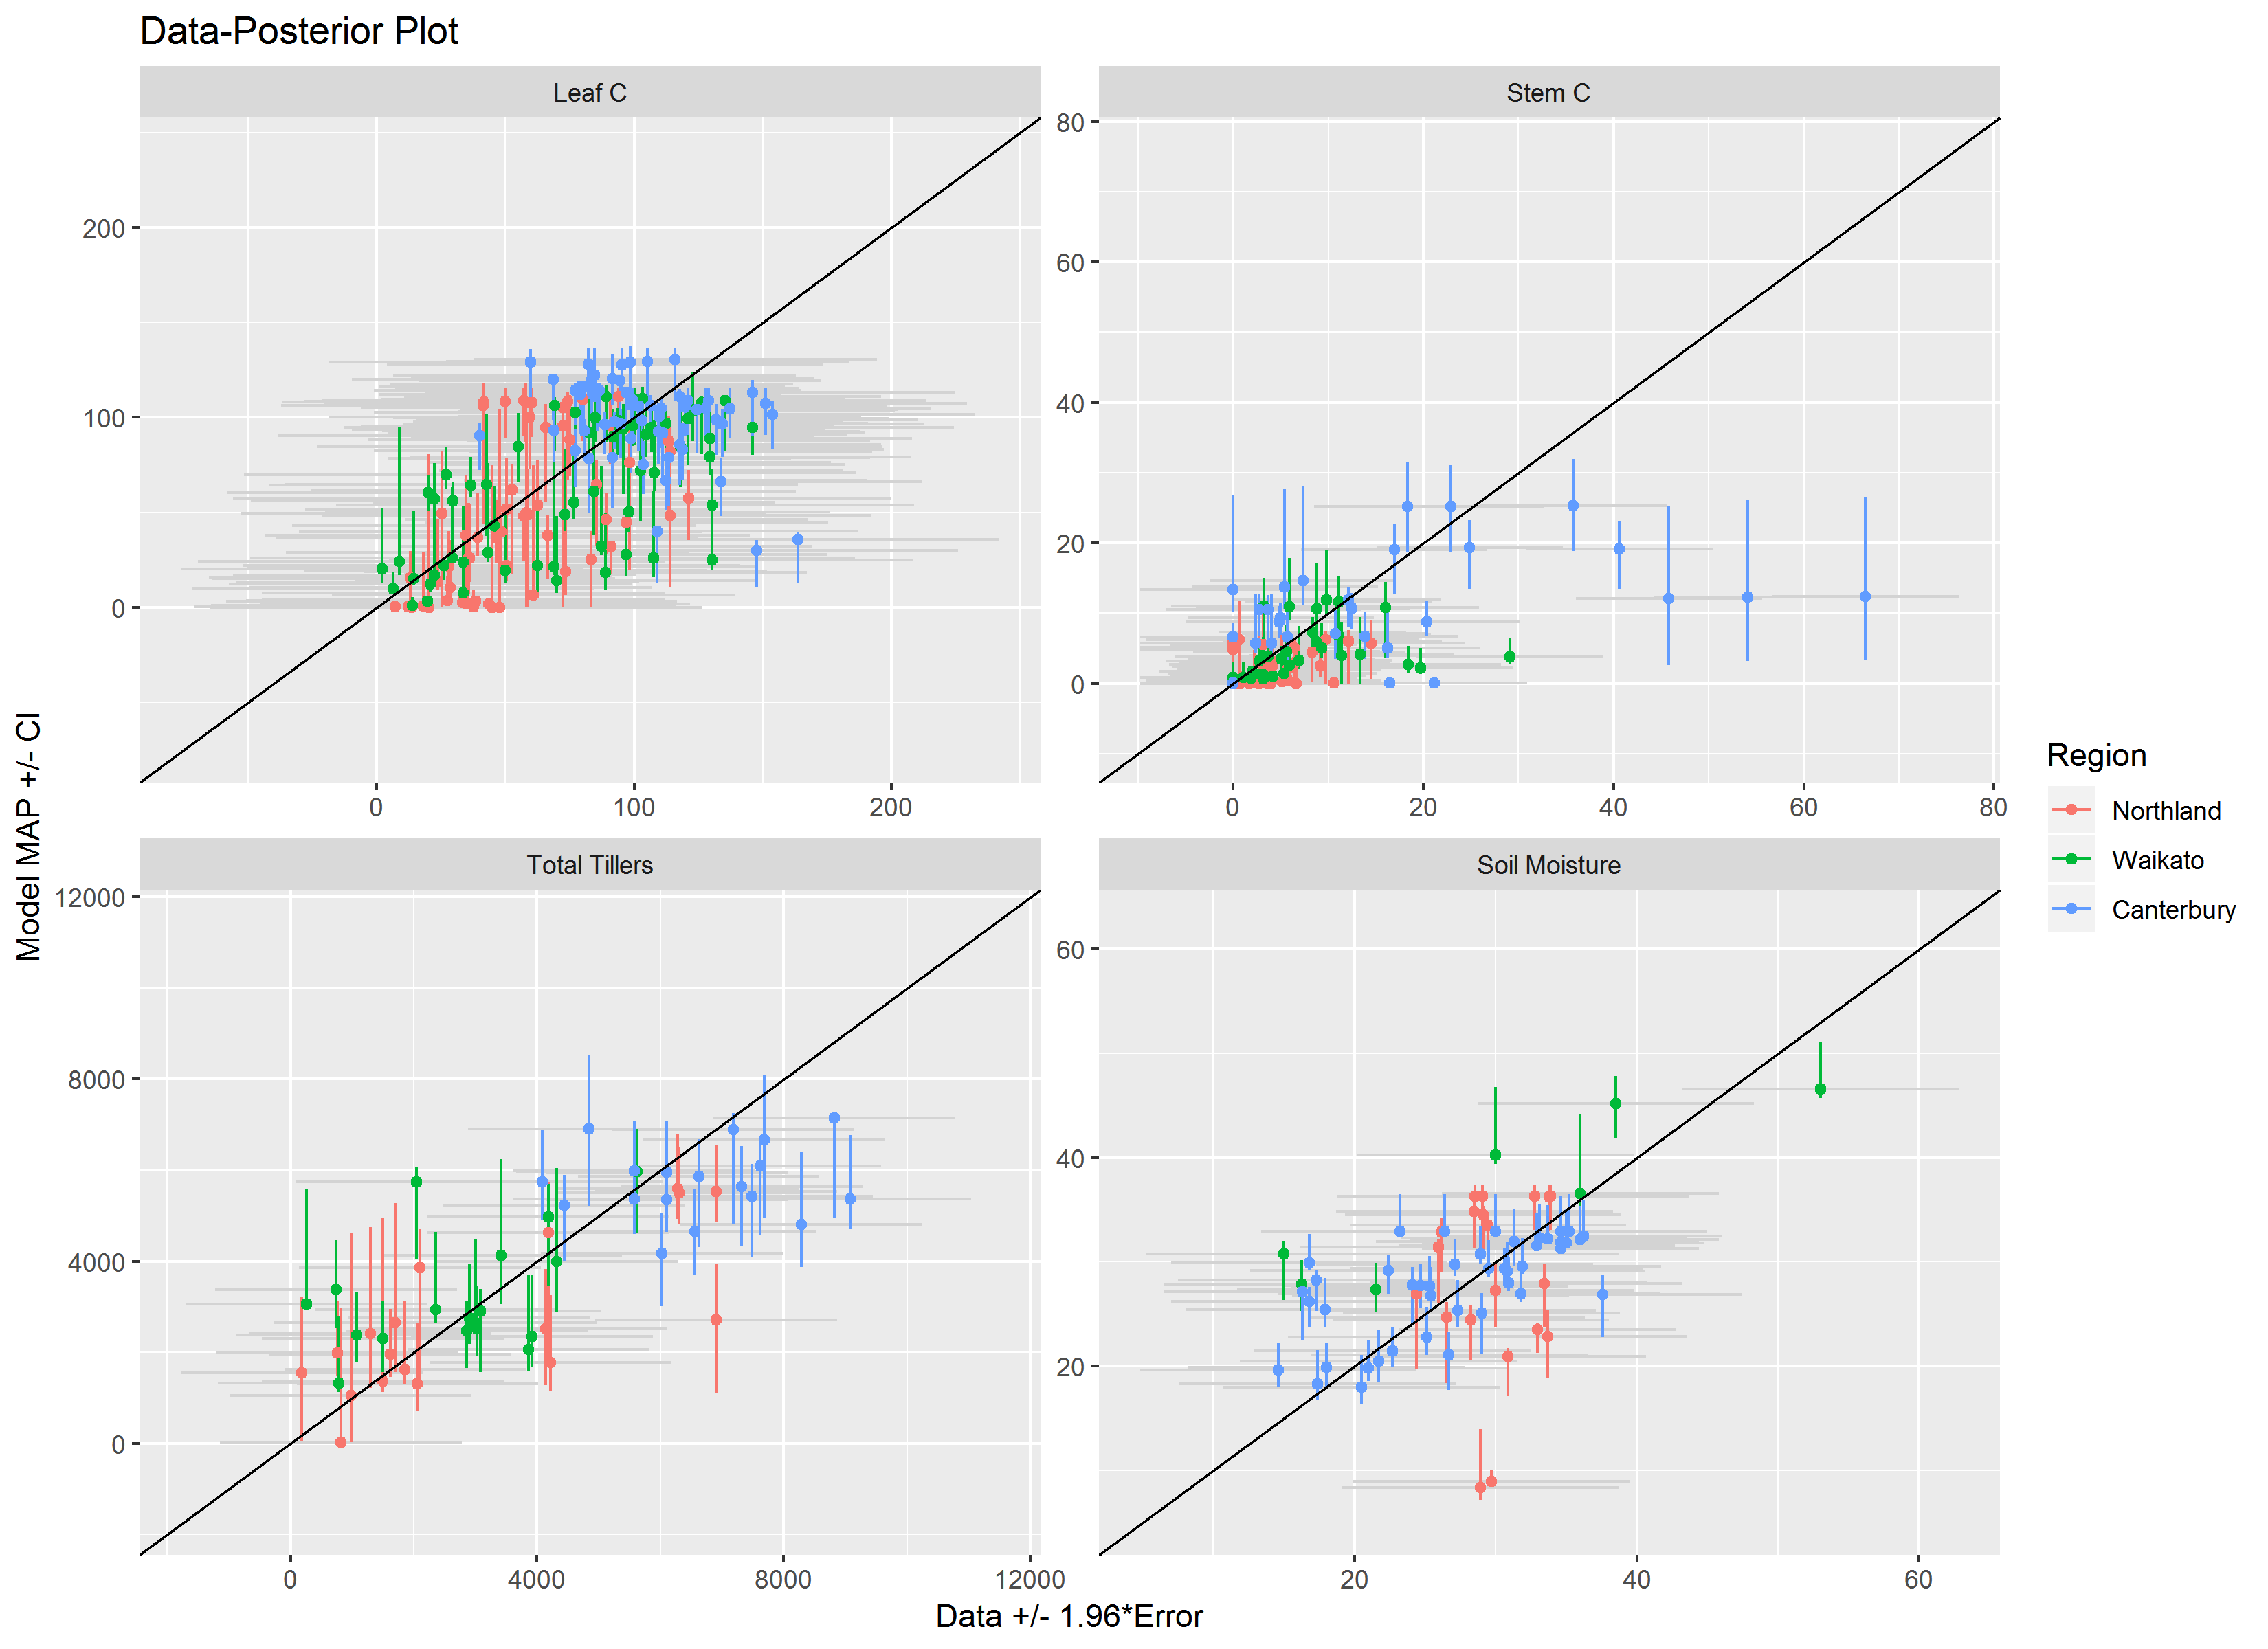 Data-Posterior Plot
Leaf C
Stem C
200
100
0
0
100
200
80
60
40
20
0
0
20
40
60
80
Total Tillers
Soil Moisture
12000
8000
4000
0
0
4000
8000
12000
60
40
20
20
40
60
Model MAP +/- CI
Data +/- 1.96*Error
Region
Northland
Waikato
Canterbury